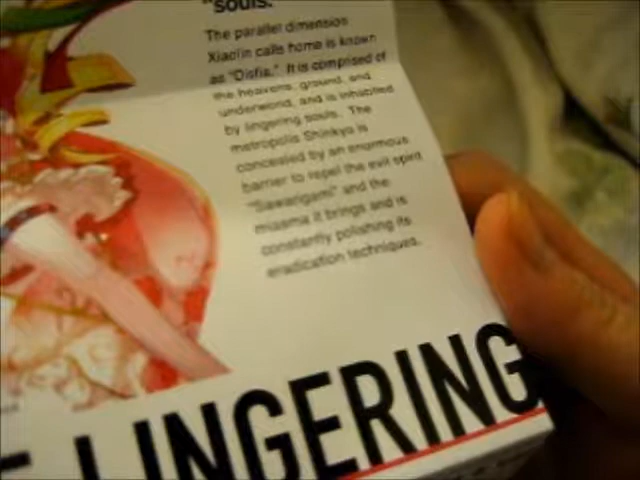 "souls."
The parallel dimension
Xiaolin calls home is known
as "Disfia." It is comprised of
the heavens, ground, and
underworld, and is inhabited
by lingering souls. The
metropolis Shinkyo is
concealed by an enormous
barrier to repel the evil spirit
"Sawangami" and the
miasma it brings and is
constantly polishing its
eradication techniques.
LINGERING